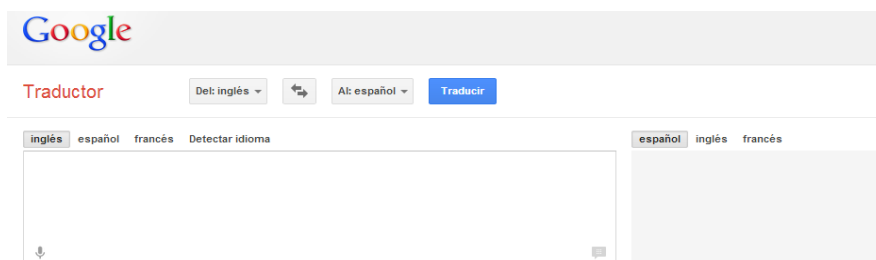 Google
Traductor Del: inglés Al: español Traducir
inglés español francés Detectar idioma español inglés francés